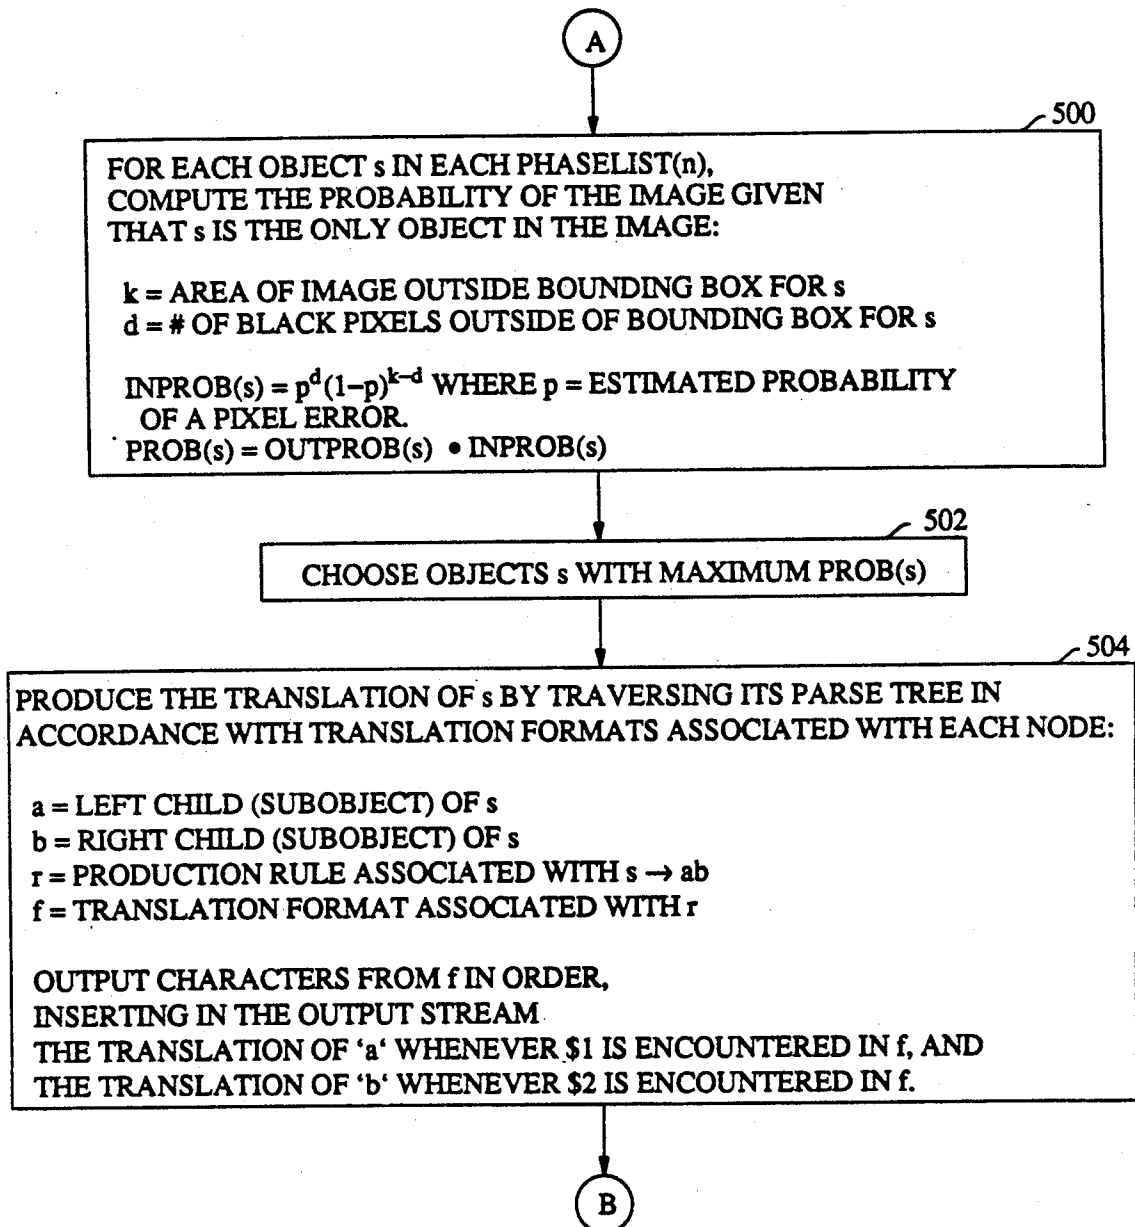 A
500
FOR EACH OBJECT s IN EACH PHASELIST(n),
COMPUTE THE PROBABILITY OF THE IMAGE GIVEN
THAT s IS THE ONLY OBJECT IN THE IMAGE:
k = AREA OF IMAGE OUTSIDE BOUNDING BOX FOR s
d = # OF BLACK PIXELS OUTSIDE OF BOUNDING BOX FOR s
INPROB(s) = p^d(1–p)^k–d WHERE p = ESTIMATED PROBABILITY
OF A PIXEL ERROR.
PROB(s) = OUTPROB(s) • INPROB(s)
502
CHOOSE OBJECTS s WITH MAXIMUM PROB(s)
504
PRODUCE THE TRANSLATION OF s BY TRAVERSING ITS PARSE TREE IN
ACCORDANCE WITH TRANSLATION FORMATS ASSOCIATED WITH EACH NODE:
a = LEFT CHILD (SUBOBJECT) OF s
b = RIGHT CHILD (SUBOBJECT) OF s
r = PRODUCTION RULE ASSOCIATED WITH s → ab
f = TRANSLATION FORMAT ASSOCIATED WITH r
OUTPUT CHARACTERS FROM f IN ORDER,
INSERTING IN THE OUTPUT STREAM
THE TRANSLATION OF ‘a‘ WHENEVER $1 IS ENCOUNTERED IN f, AND
THE TRANSLATION OF ‘b‘ WHENEVER $2 IS ENCOUNTERED IN f.
B